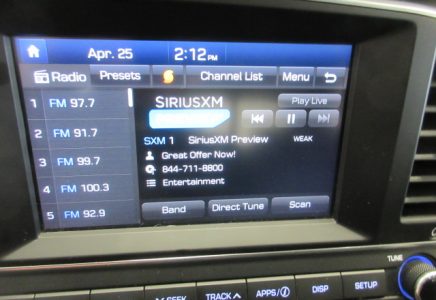 Apr. 25 2:12 PM
Radio Presets Channel List Menu
1 FM 97.7
2 FM 91.7
3 FM 99.7
4 FM 100.3
5 FM 92.9
SIRIUSXM
Play Live
SXM 1 SiriusXM Preview WEAK
Great Offer Now!
844-711-8800
Entertainment
Band Direct Tune Scan
TUNE
SEEK TRACK APPS/ DISP SETUP